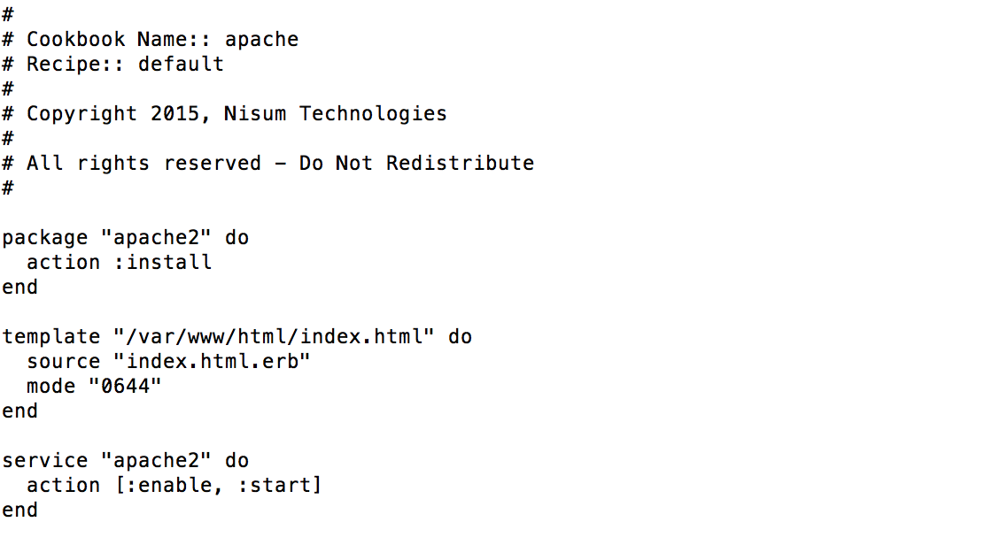 #
# Cookbook Name:: apache
# Recipe:: default
#
# Copyright 2015, Nisum Technologies
#
# All rights reserved - Do Not Redistribute
#

package "apache2" do
  action :install
end

template "/var/www/html/index.html" do
  source "index.html.erb"
  mode "0644"
end

service "apache2" do
  action [:enable, :start]
end